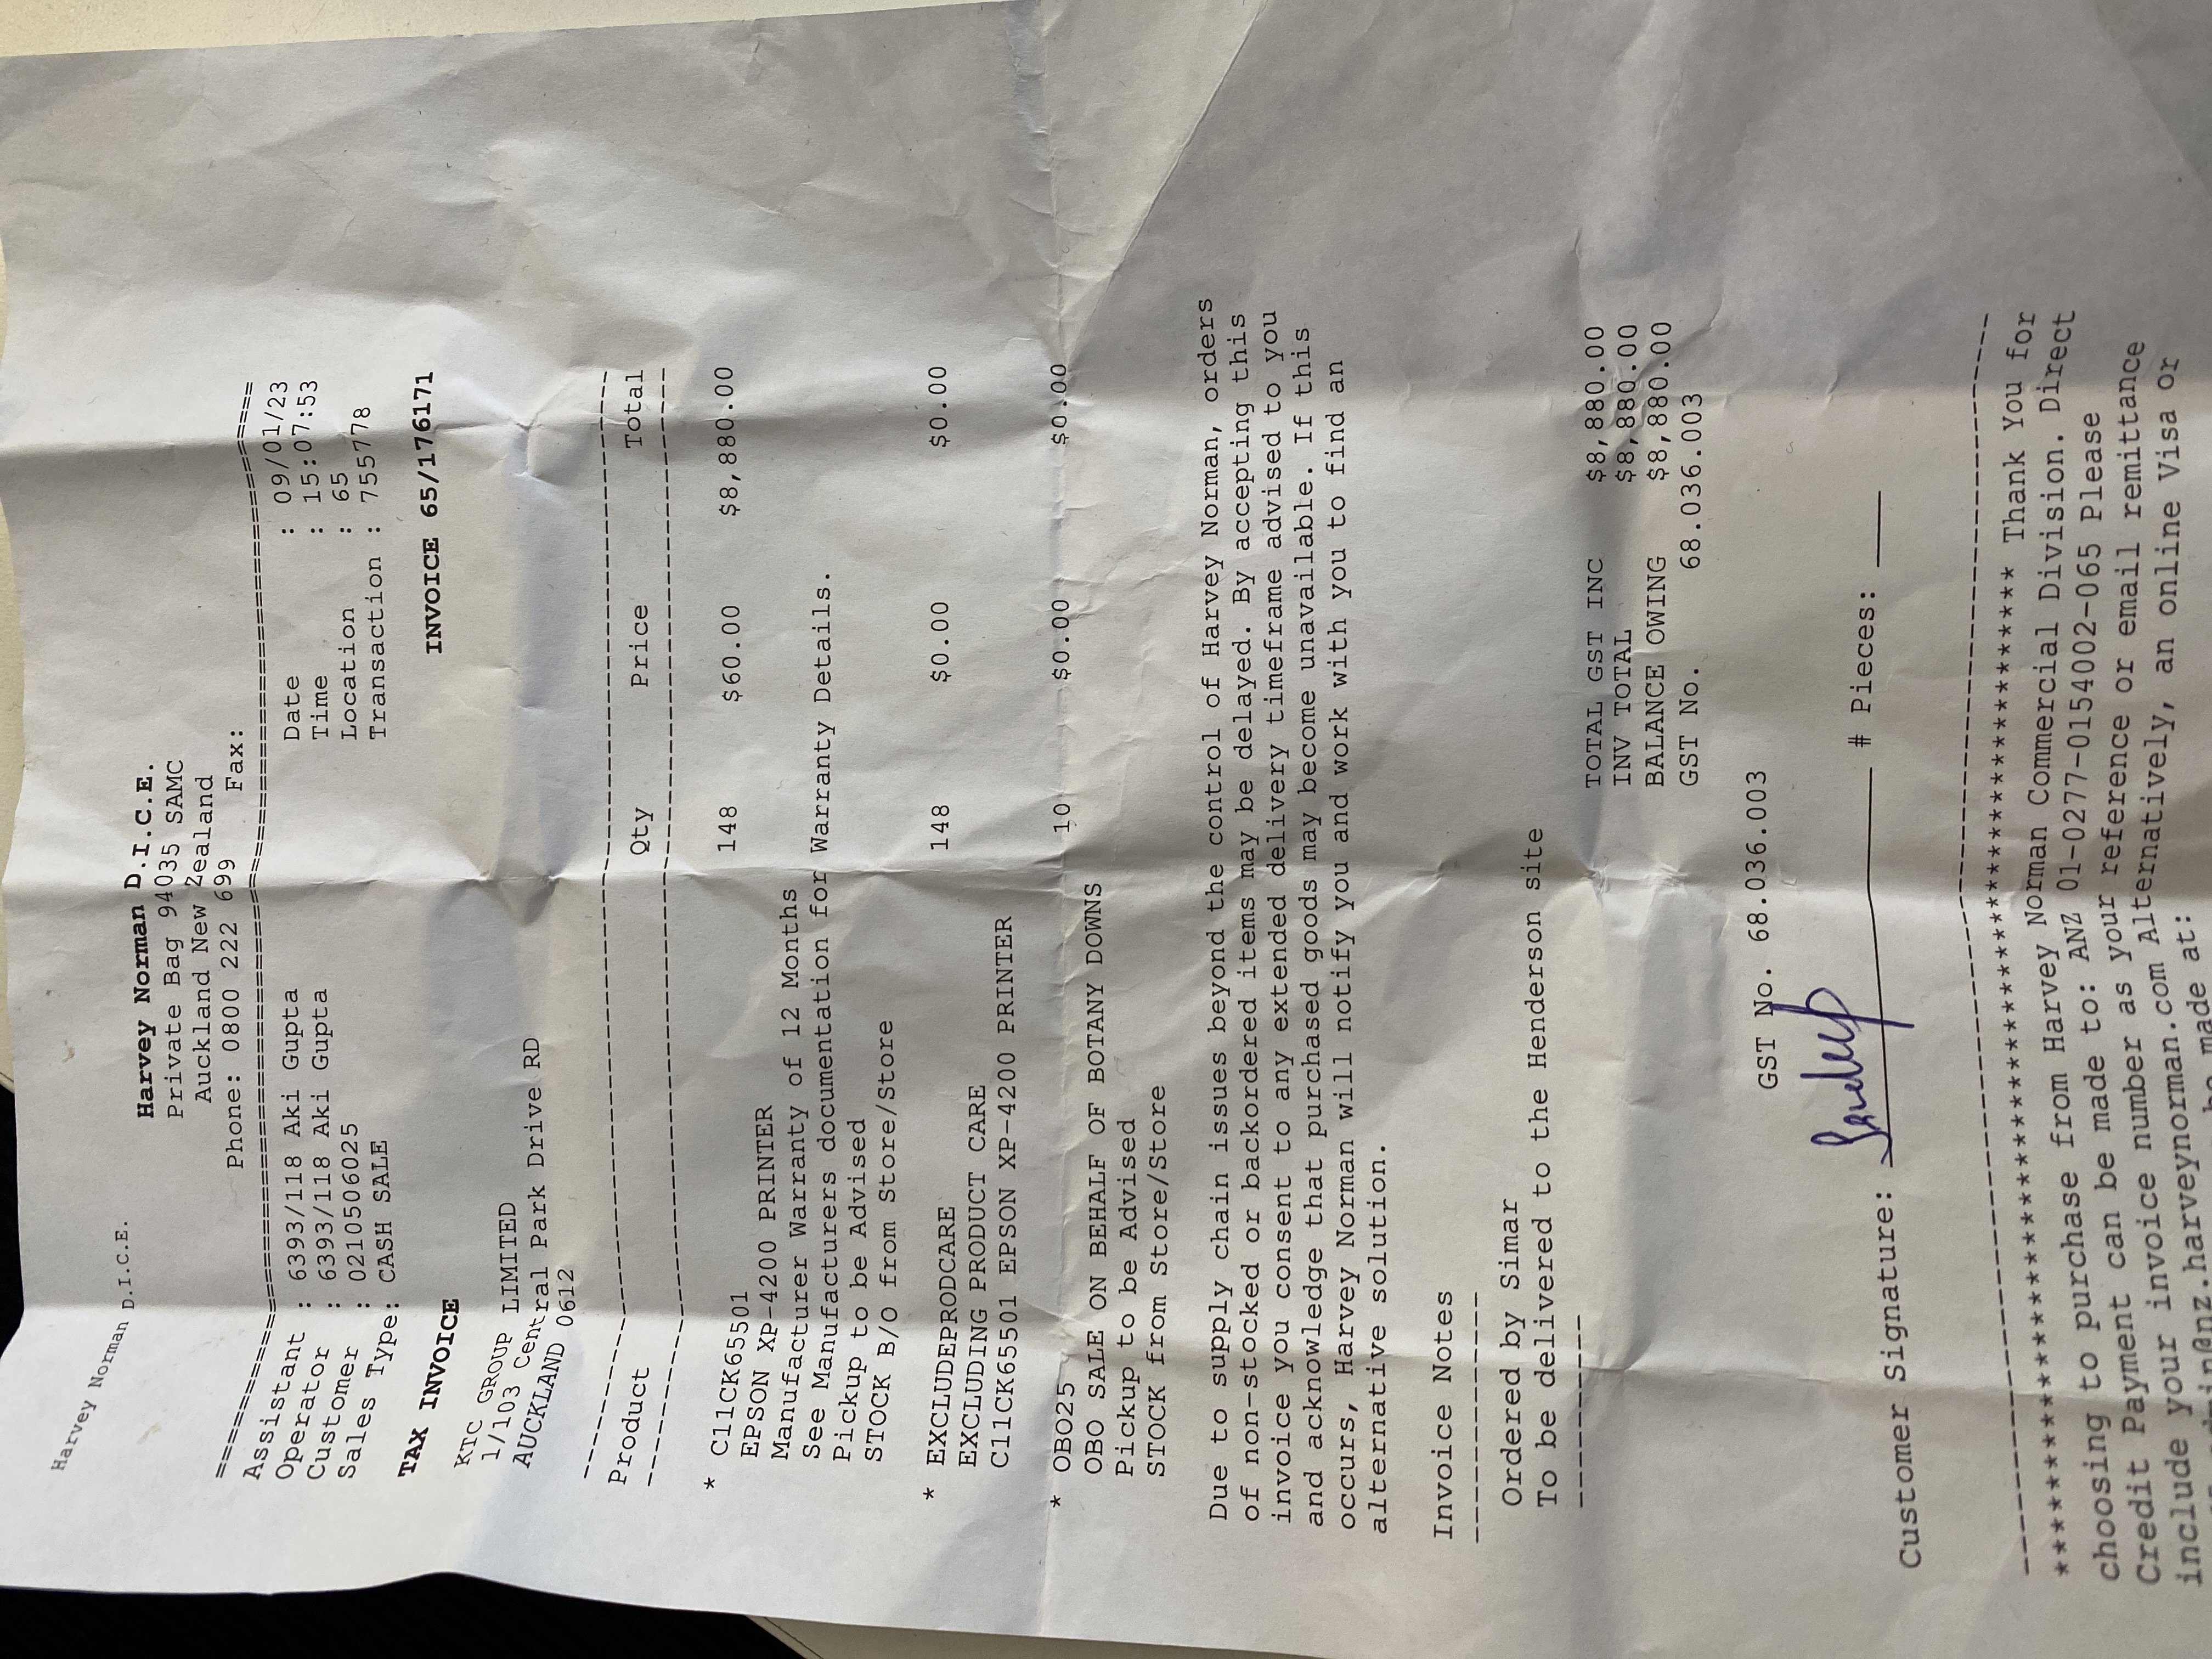 Harvey Norman D.I.C.E.
Harvey Norman D.I.C.E.
Private Bag 94035 SAMC
Auckland New Zealand
Phone: 0800 222 699 Fax:
Assistant : 6393/118 Aki Gupta Date : 09/01/23
Operator : 6393/118 Aki Gupta Time : 15:07:53
Customer : 0210506025 Location : 65
Sales Type: CASH SALE Transaction : 755778
TAX INVOICE INVOICE 65/176171
KTC GROUP LIMITED
1/103 Central Park Drive RD
AUCKLAND 0612
Product Qty Price Total
* C11CK65501 148 $60.00 $8,880.00
EPSON XP-4200 PRINTER
Manufacturer Warranty of 12 Months
See Manufacturers documentation for Warranty Details.
Pickup to be Advised
STOCK B/O from Store/Store
* EXCLUDEPRODCARE 148 $0.00 $0.00
EXCLUDING PRODUCT CARE
C11CK65501 EPSON XP-4200 PRINTER
* OBO25 10 $0.00 $0.00
OBO SALE ON BEHALF OF BOTANY DOWNS
Pickup to be Advised
STOCK from Store/Store
Due to supply chain issues beyond the control of Harvey Norman, orders
of non-stocked or backordered items may be delayed. By accepting this
invoice you consent to any extended delivery timeframe advised to you
and acknowledge that purchased goods may become unavailable. If this
occurs, Harvey Norman will notify you and work with you to find an
alternative solution.
Invoice Notes
Ordered by Simar
To be delivered to the Henderson site
TOTAL GST INC $8,880.00
INV TOTAL $8,880.00
BALANCE OWING $8,880.00
GST No. 68.036.003
GST No. 68.036.003
Customer Signature: # Pieces:
Thank You for
choosing to purchase from Harvey Norman Commercial Division. Direct
Credit Payment can be made to: ANZ 01-0277-0154002-065 Please
include your invoice number as your reference or email remittance
@nz.harveynorman.com Alternatively, an online Visa or
be made at: